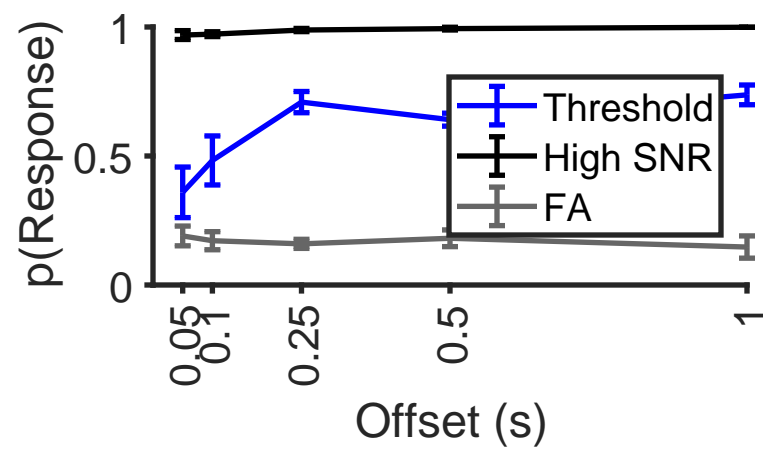 p(Response)
1
0.5
0
Threshold
High SNR
FA
0.05
0.1
0.25
0.5
1
Offset (s)